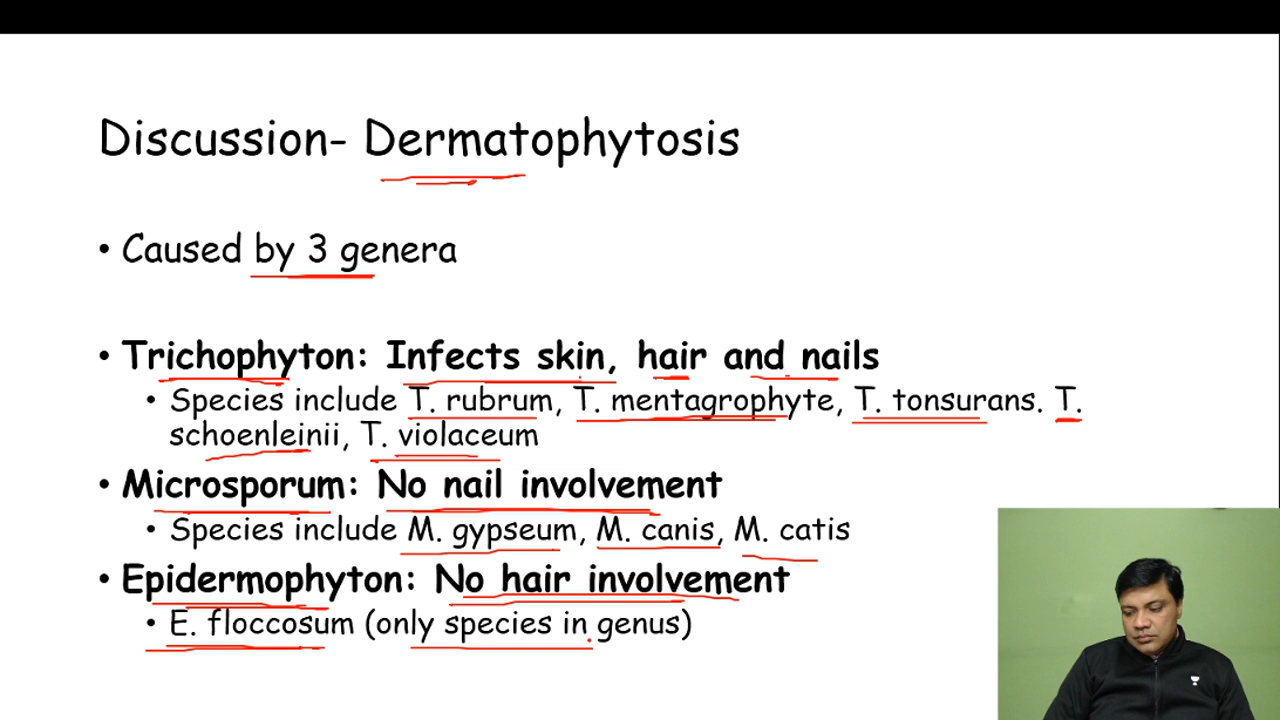 Discussion- Dermatophytosis
• Caused by 3 genera
• Trichophyton: Infects skin, hair and nails
• Species include T. rubrum, T. mentagrophyte, T. tonsurans. T.
schoenleinii, T. violaceum
• Microsporum: No nail involvement
• Species include M. gypseum, M. canis, M. catis
• Epidermophyton: No hair involvement
• E. floccosum (only species in genus)